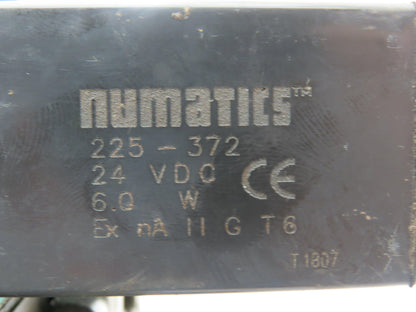 numatics™
225-372
24 VDC CE
6.0 W
Ex nA II G T6
T1807